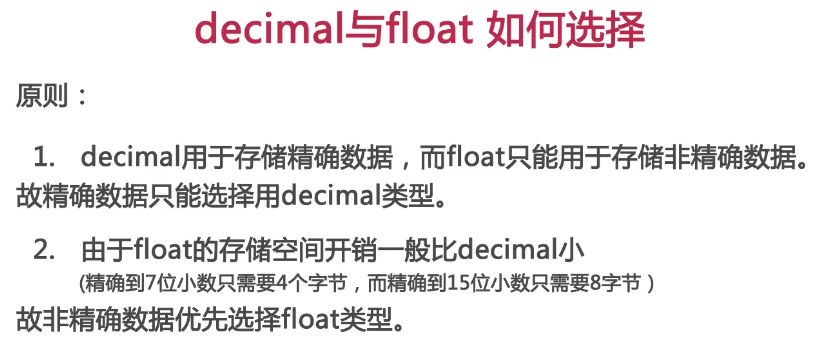 decimal与float 如何选择
原则：
1. decimal用于存储精确数据，而float只能用于存储非精确数据。
故精确数据只能选择用decimal类型。
2. 由于float的存储空间开销一般比decimal小
(精确到7位小数只需要4个字节，而精确到15位小数只需要8字节）
故非精确数据优先选择float类型。